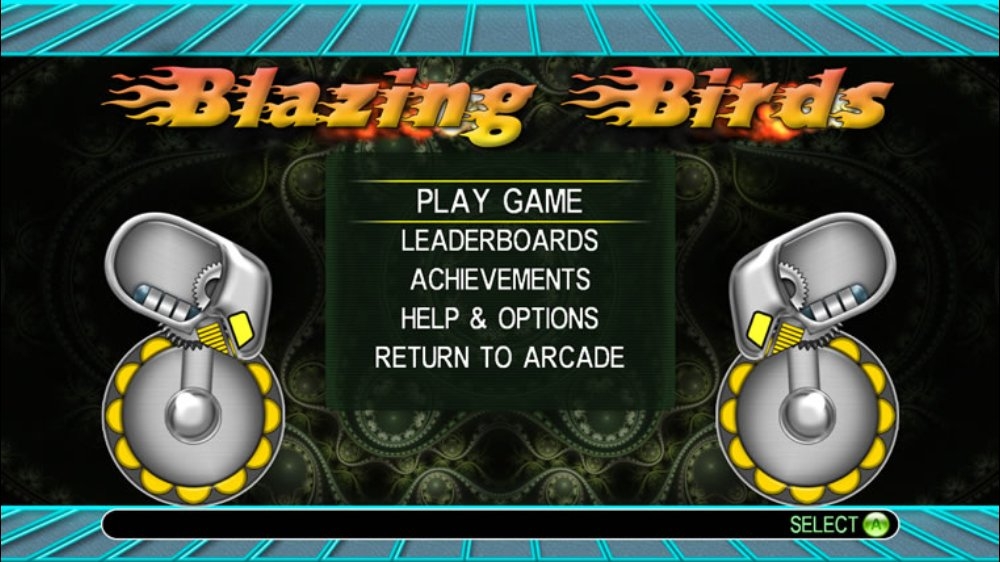 Blazing Birds
PLAY GAME
LEADERBOARDS
ACHIEVEMENTS
HELP & OPTIONS
RETURN TO ARCADE
SELECT A